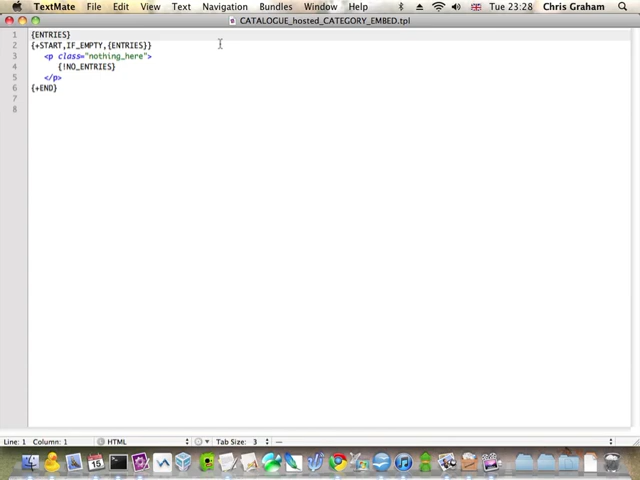 TextMate File Edit View Text Navigation Bundles Window Help Tue 23:28 Chris Graham
CATALOGUE_hosted_CATEGORY_EMBED.tpl
1 {ENTRIES}
2 {+START,IF_EMPTY,{ENTRIES}}
3 <p class="nothing_here">
4 {!NO_ENTRIES}
5 </p>
6 {+END}
7
8
Line: 1 Column: 1 HTML Tab Size: 3 —
15